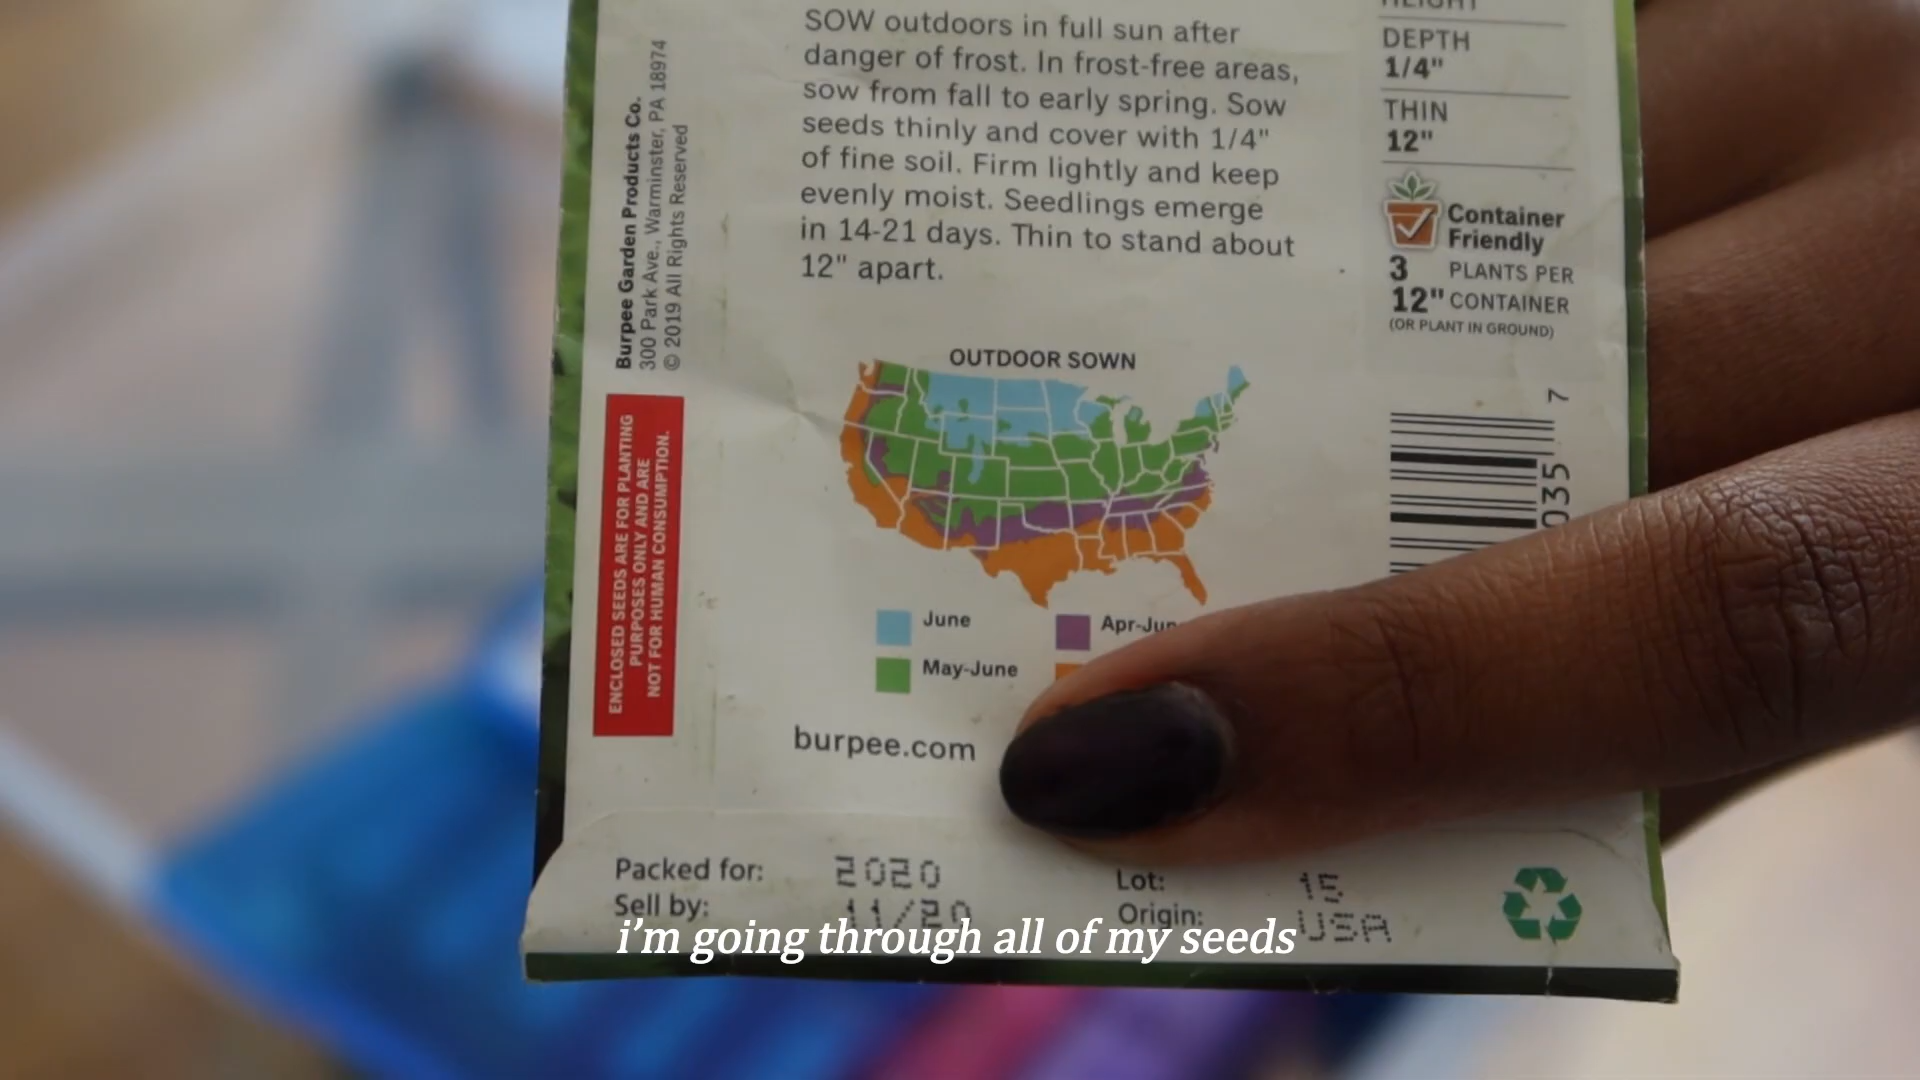 SOW outdoors in full sun after
danger of frost. In frost-free areas,
sow from fall to early spring. Sow
seeds thinly and cover with 1/4"
of fine soil. Firm lightly and keep
evenly moist. Seedlings emerge
in 14-21 days. Thin to stand about
12" apart.
HEIGHT
DEPTH
1/4"
THIN
12"
Container
Friendly
3 PLANTS PER
12" CONTAINER
(OR PLANT IN GROUND)
Burpee Garden Products Co.
300 Park Ave., Warminster, PA 18974
© 2019 All Rights Reserved
ENCLOSED SEEDS ARE FOR PLANTING
PURPOSES ONLY AND ARE
NOT FOR HUMAN CONSUMPTION.
OUTDOOR SOWN
June
May-June
burpee.com
035 7
Packed for: 2020
Sell by: 11/20
Lot: 15
Origin: USA
i'm going through all of my seeds